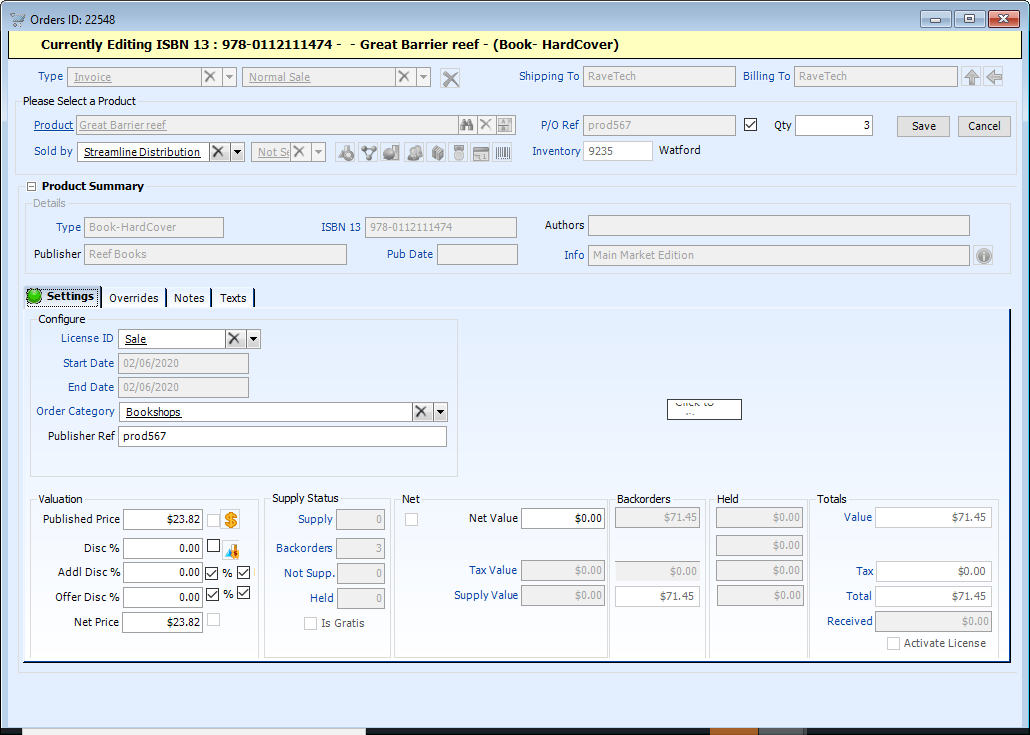 Orders ID: 22548
Currently Editing ISBN 13 : 978-0112111474 -  - Great Barrier reef - (Book- HardCover)
Type Invoice Normal Sale Shipping To RaveTech Billing To RaveTech
Please Select a Product
Product Great Barrier reef P/O Ref prod567 Qty 3 Save Cancel
Sold by Streamline Distribution Not Se Inventory 9235 Watford
Product Summary
Details
Type Book-HardCover ISBN 13 978-0112111474 Authors
Publisher Reef Books Pub Date Info Main Market Edition
Settings Overrides Notes Texts
Configure
License ID Sale
Start Date 02/06/2020
End Date 02/06/2020
Order Category Bookshops
Click to
Publisher Ref prod567
Valuation Supply Status Net Backorders Held Totals
Published Price $23.82 Supply 0 Net Value $0.00 $71.45 $0.00 Value $71.45
Disc % 0.00 Backorders 3 $0.00
Addl Disc % 0.00 % Not Supp. 0 Tax Value $0.00 $0.00 $0.00 Tax $0.00
Offer Disc % 0.00 % Held 0 Supply Value $0.00 $71.45 $0.00 Total $71.45
Net Price $23.82 Is Gratis Received $0.00
Activate License